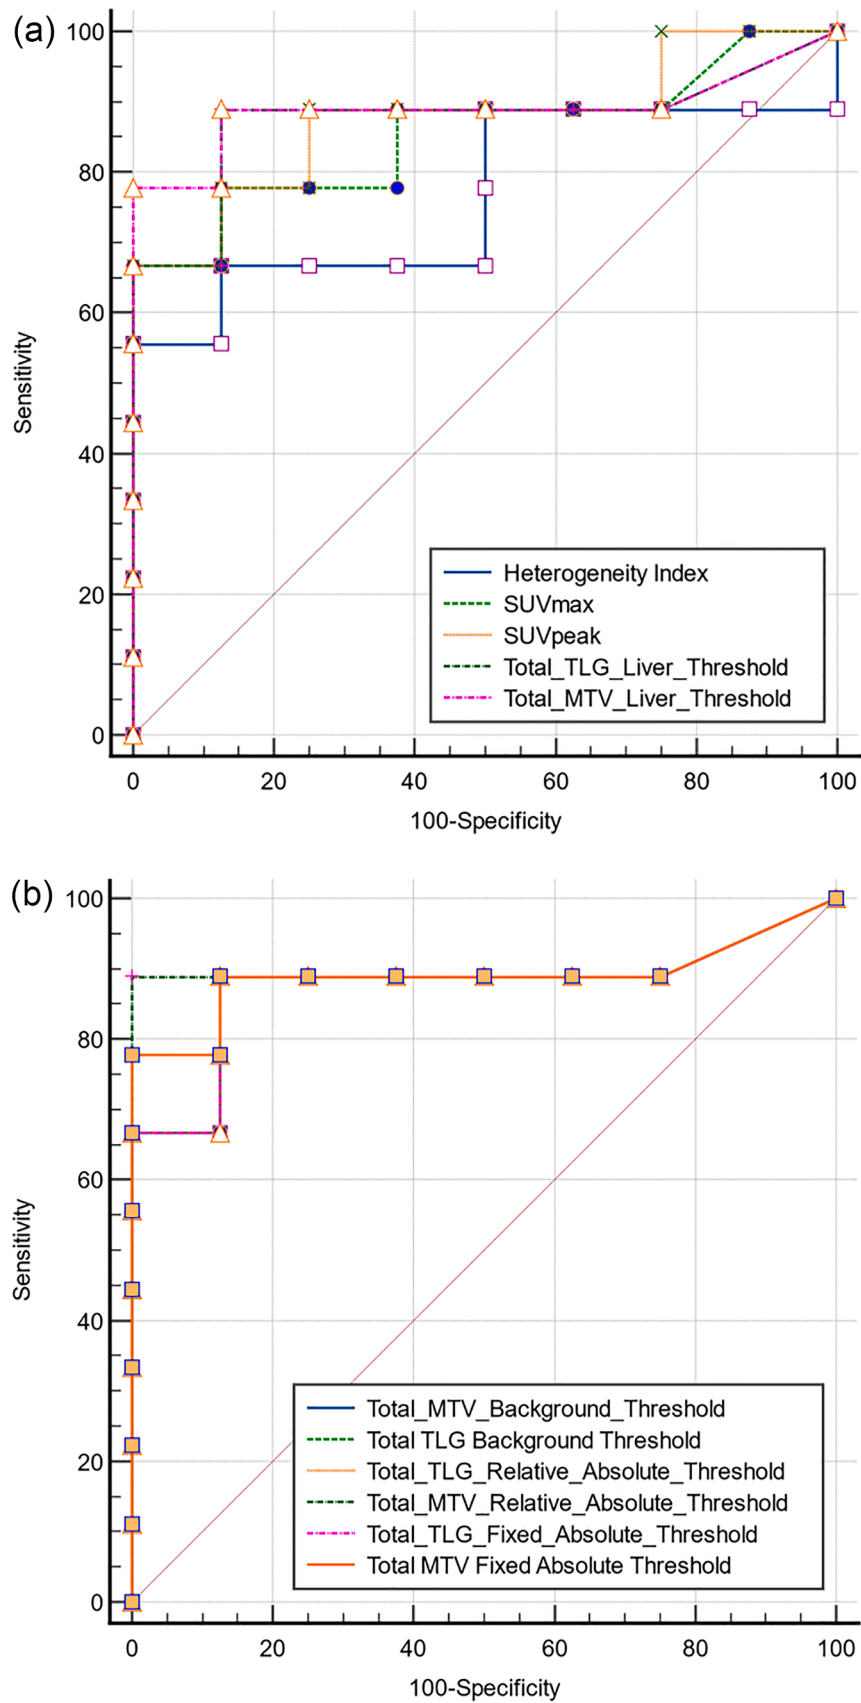 (a)
100
80
60
40
20
0
Sensitivity
Heterogeneity Index
SUVmax
SUVpeak
Total_TLG_Liver_Threshold
Total_MTV_Liver_Threshold
0 20 40 60 80 100
100-Specificity
(b)
100
80
60
40
20
0
Sensitivity
Total_MTV_Background_Threshold
Total TLG Background Threshold
Total_TLG_Relative_Absolute_Threshold
Total_MTV_Relative_Absolute_Threshold
Total_TLG_Fixed_Absolute_Threshold
Total MTV Fixed Absolute Threshold
0 20 40 60 80 100
100-Specificity